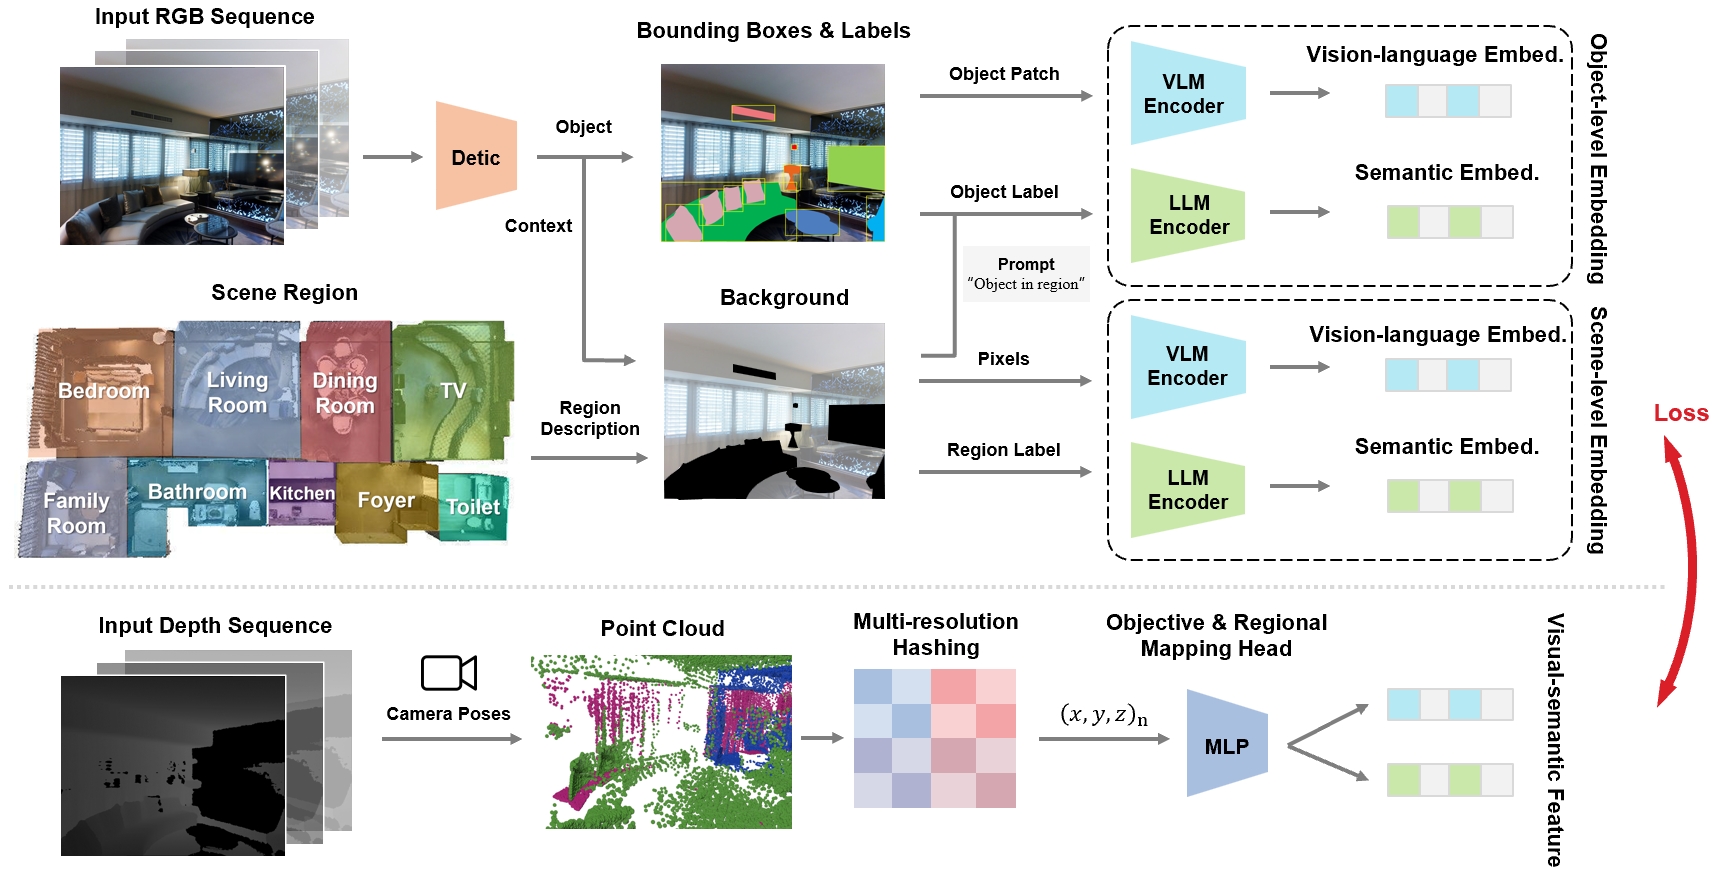 Input RGB Sequence
Detic
Object
Context
Bounding Boxes & Labels
Object Patch
Object Label
Prompt
"Object in region"
VLM
Encoder
Vision-language Embed.
LLM
Encoder
Semantic Embed.
Object-level Embedding
Scene Region
Bedroom
Living
Room
Dining
Room
TV
Family
Room
Bathroom
Kitchen
Foyer
Toilet
Region
Description
Background
Pixels
Region Label
VLM
Encoder
Vision-language Embed.
LLM
Encoder
Semantic Embed.
Scene-level Embedding
Loss
Input Depth Sequence
Camera Poses
Point Cloud
Multi-resolution
Hashing
(x, y, z)n
Objective & Regional
Mapping Head
MLP
Visual-semantic Feature